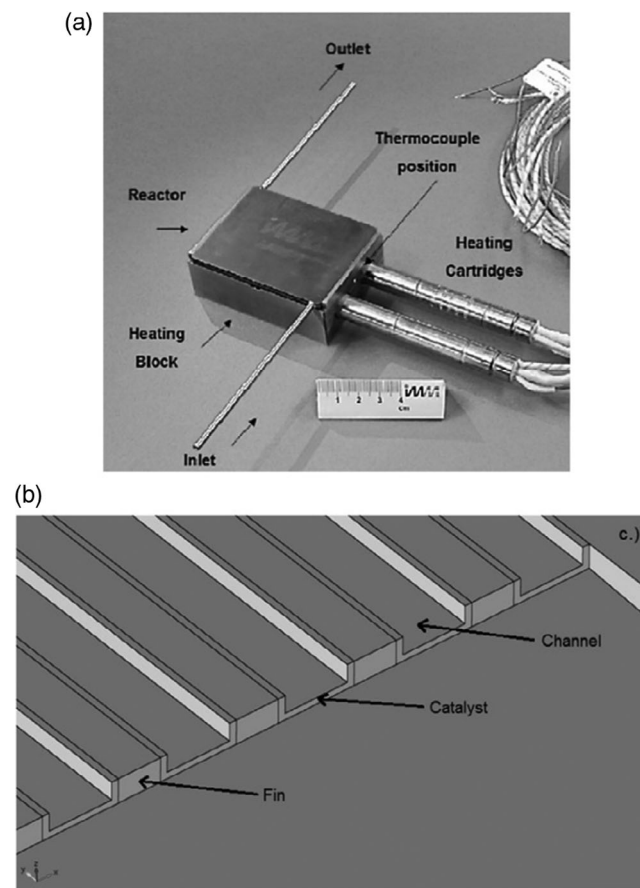 (a)
Outlet
Thermocouple
position
Reactor
Heating
Cartridges
Heating
Block
1 2 3 4
cm
Inlet
(b)
c.)
Channel
Catalyst
Fin
y z x